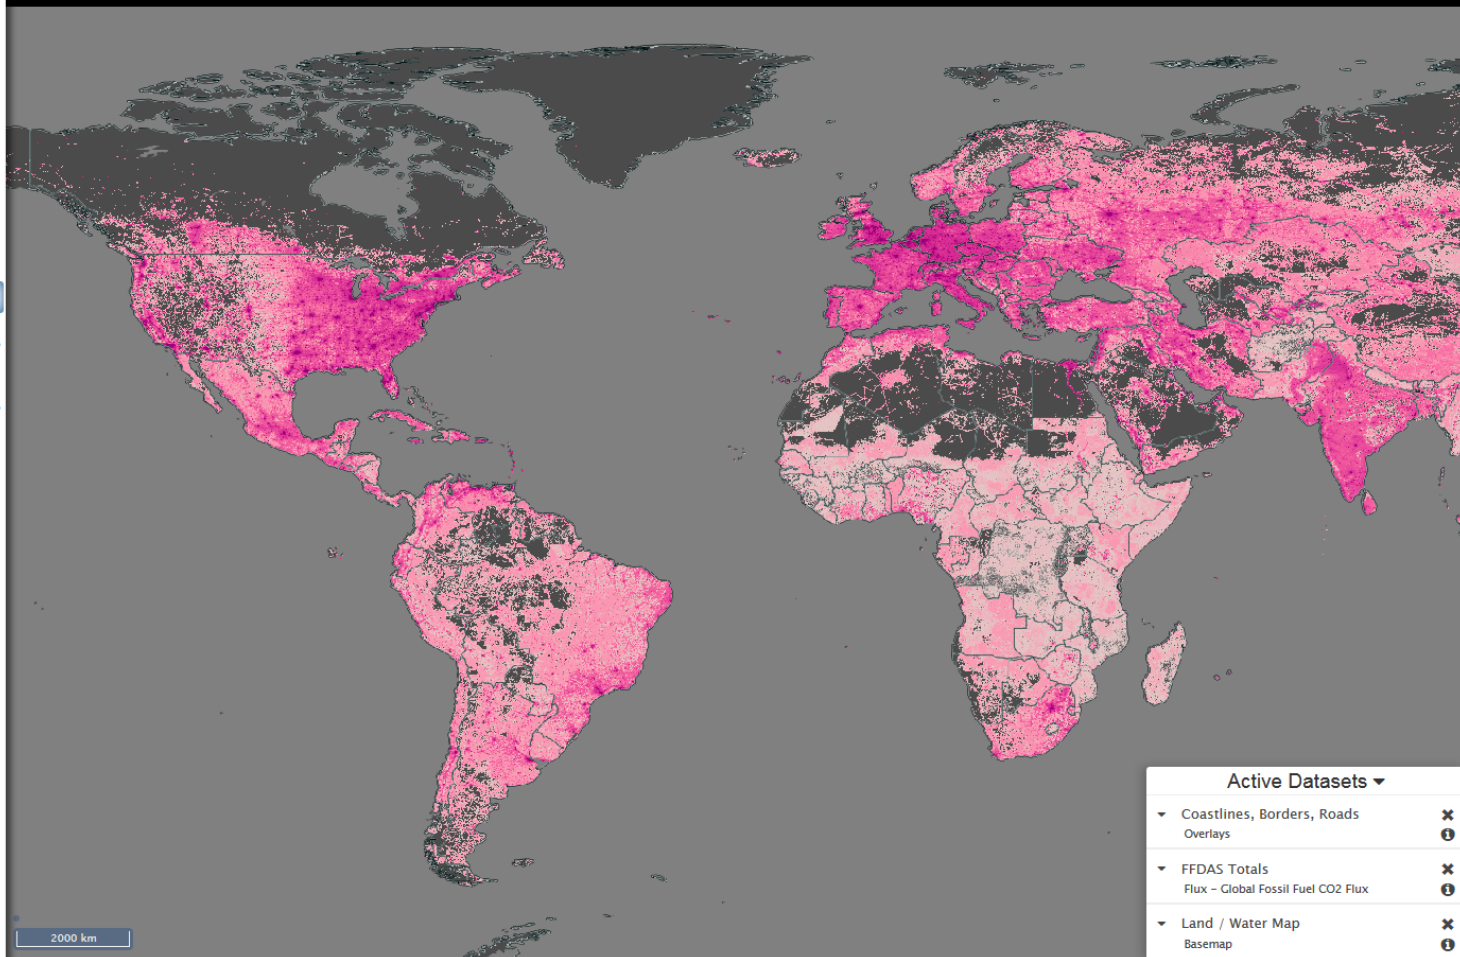 Active Datasets
Coastlines, Borders, Roads
Overlays
FFDAS Totals
Flux – Global Fossil Fuel CO2 Flux
Land / Water Map
Basemap
2000 km